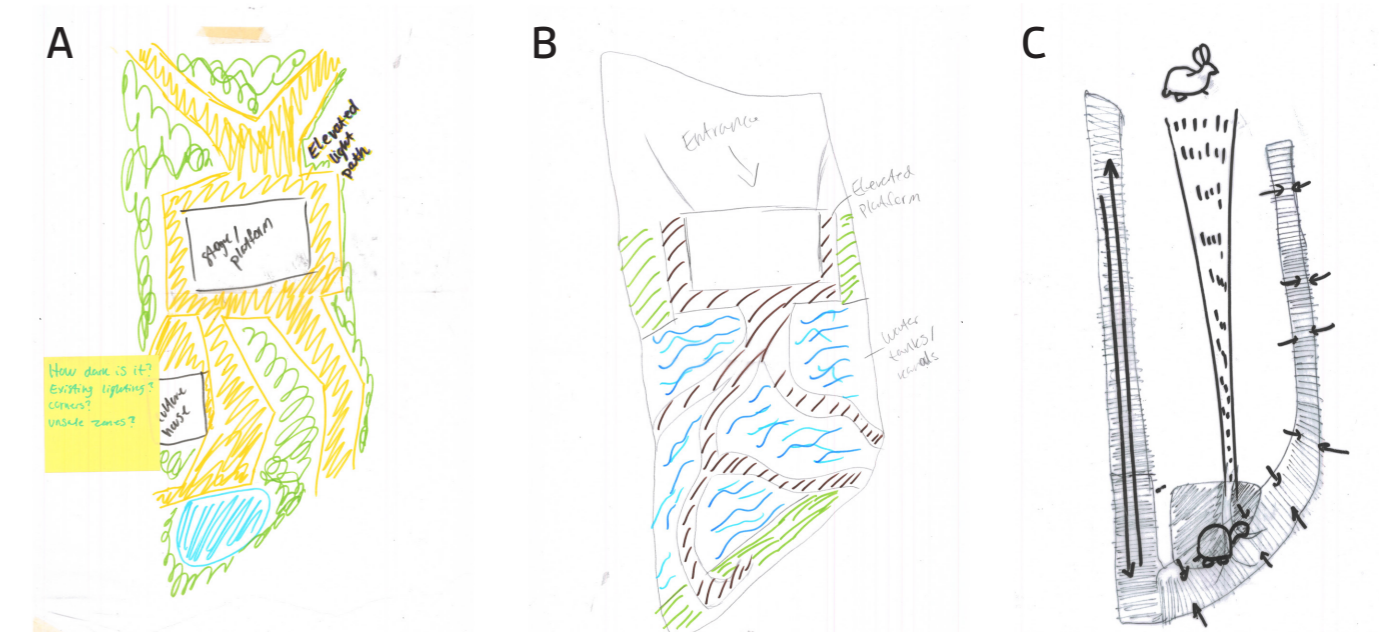 A
Elevated
light
path
stage/
platform
How dark is it?
Existing lighting?
corners?
unsafe zones?
house
B
Entrance
Elevated
platform
Water
tanks/
C